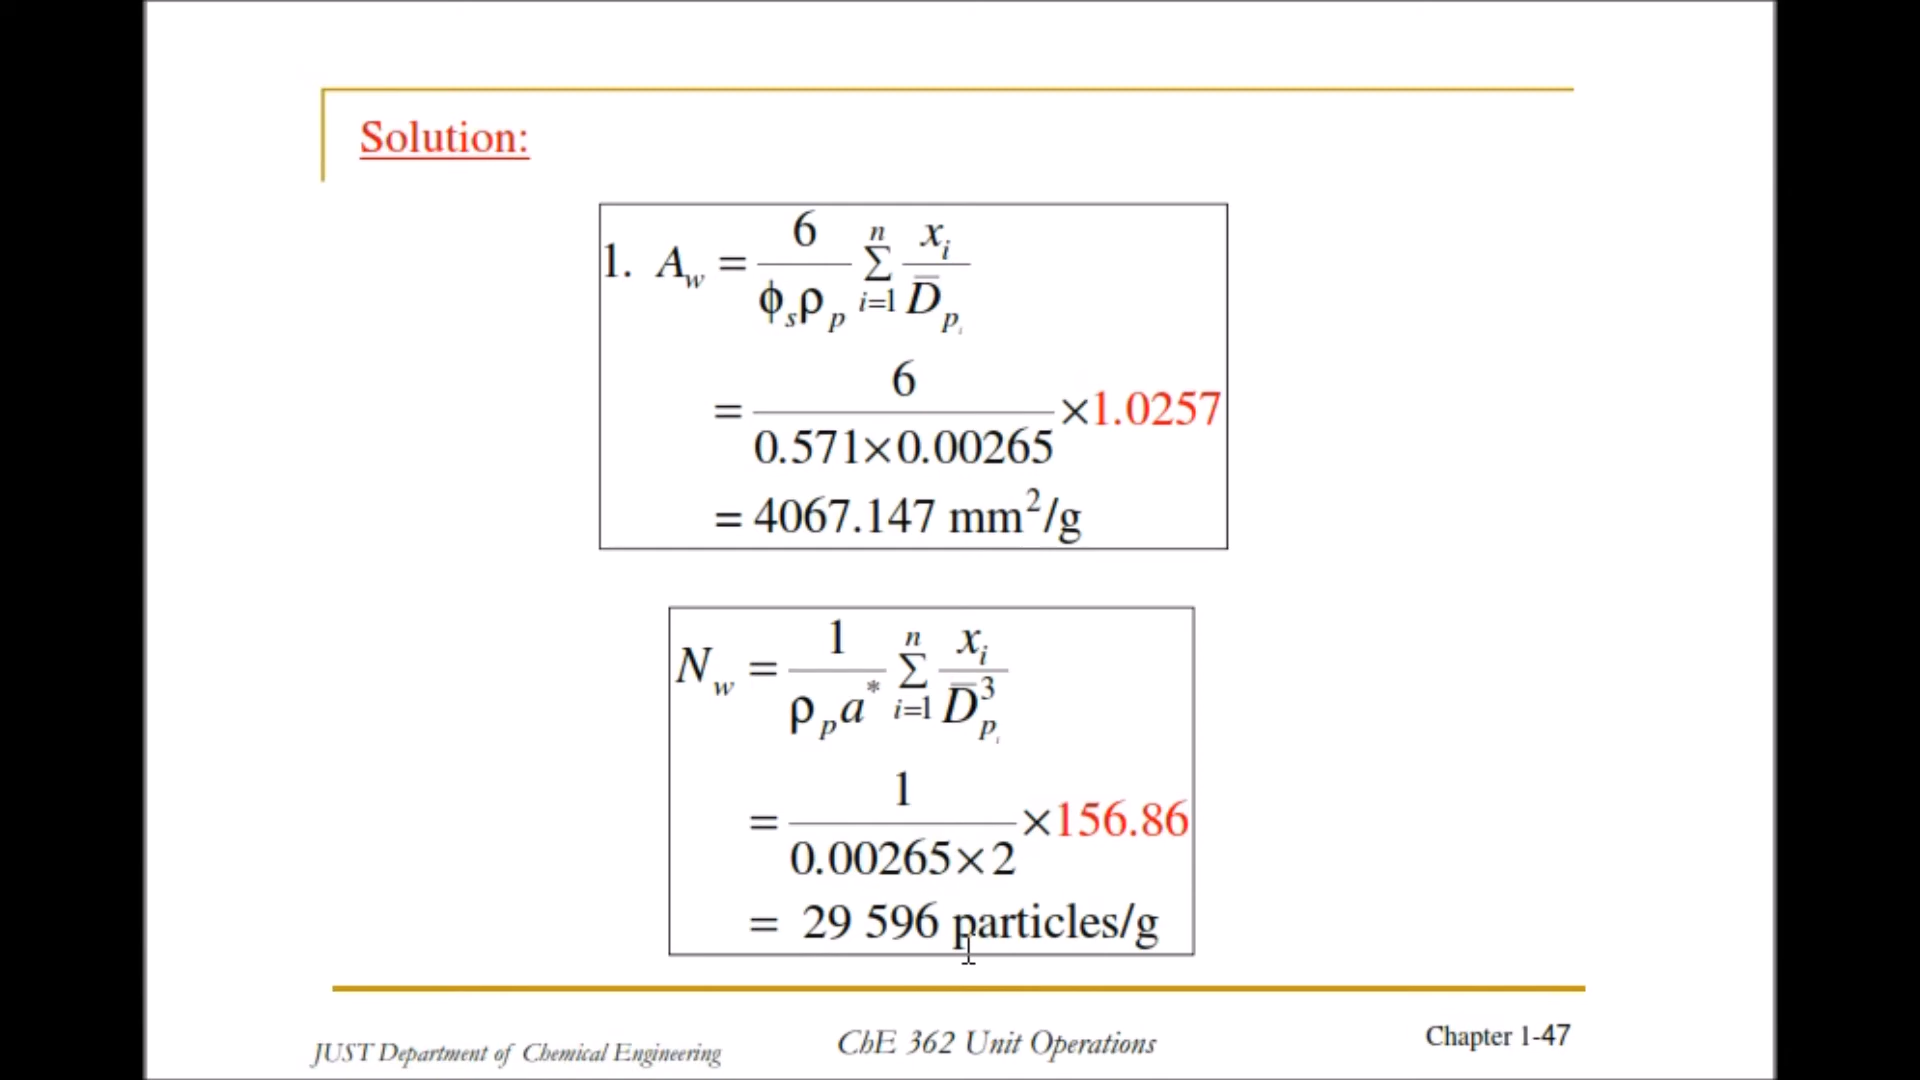 Solution:
1. A_w = 6/(ϕ_s ρ_p) Σ_{i=1}^{n} x_i/D̅_{p_i}
= 6/(0.571×0.00265) ×1.0257
= 4067.147 mm²/g
N_w = 1/(ρ_p a^*) Σ_{i=1}^{n} x_i/D̅_{p_i}^3
= 1/(0.00265×2) ×156.86
= 29 596 particles/g
JUST Department of Chemical Engineering ChE 362 Unit Operations Chapter 1-47